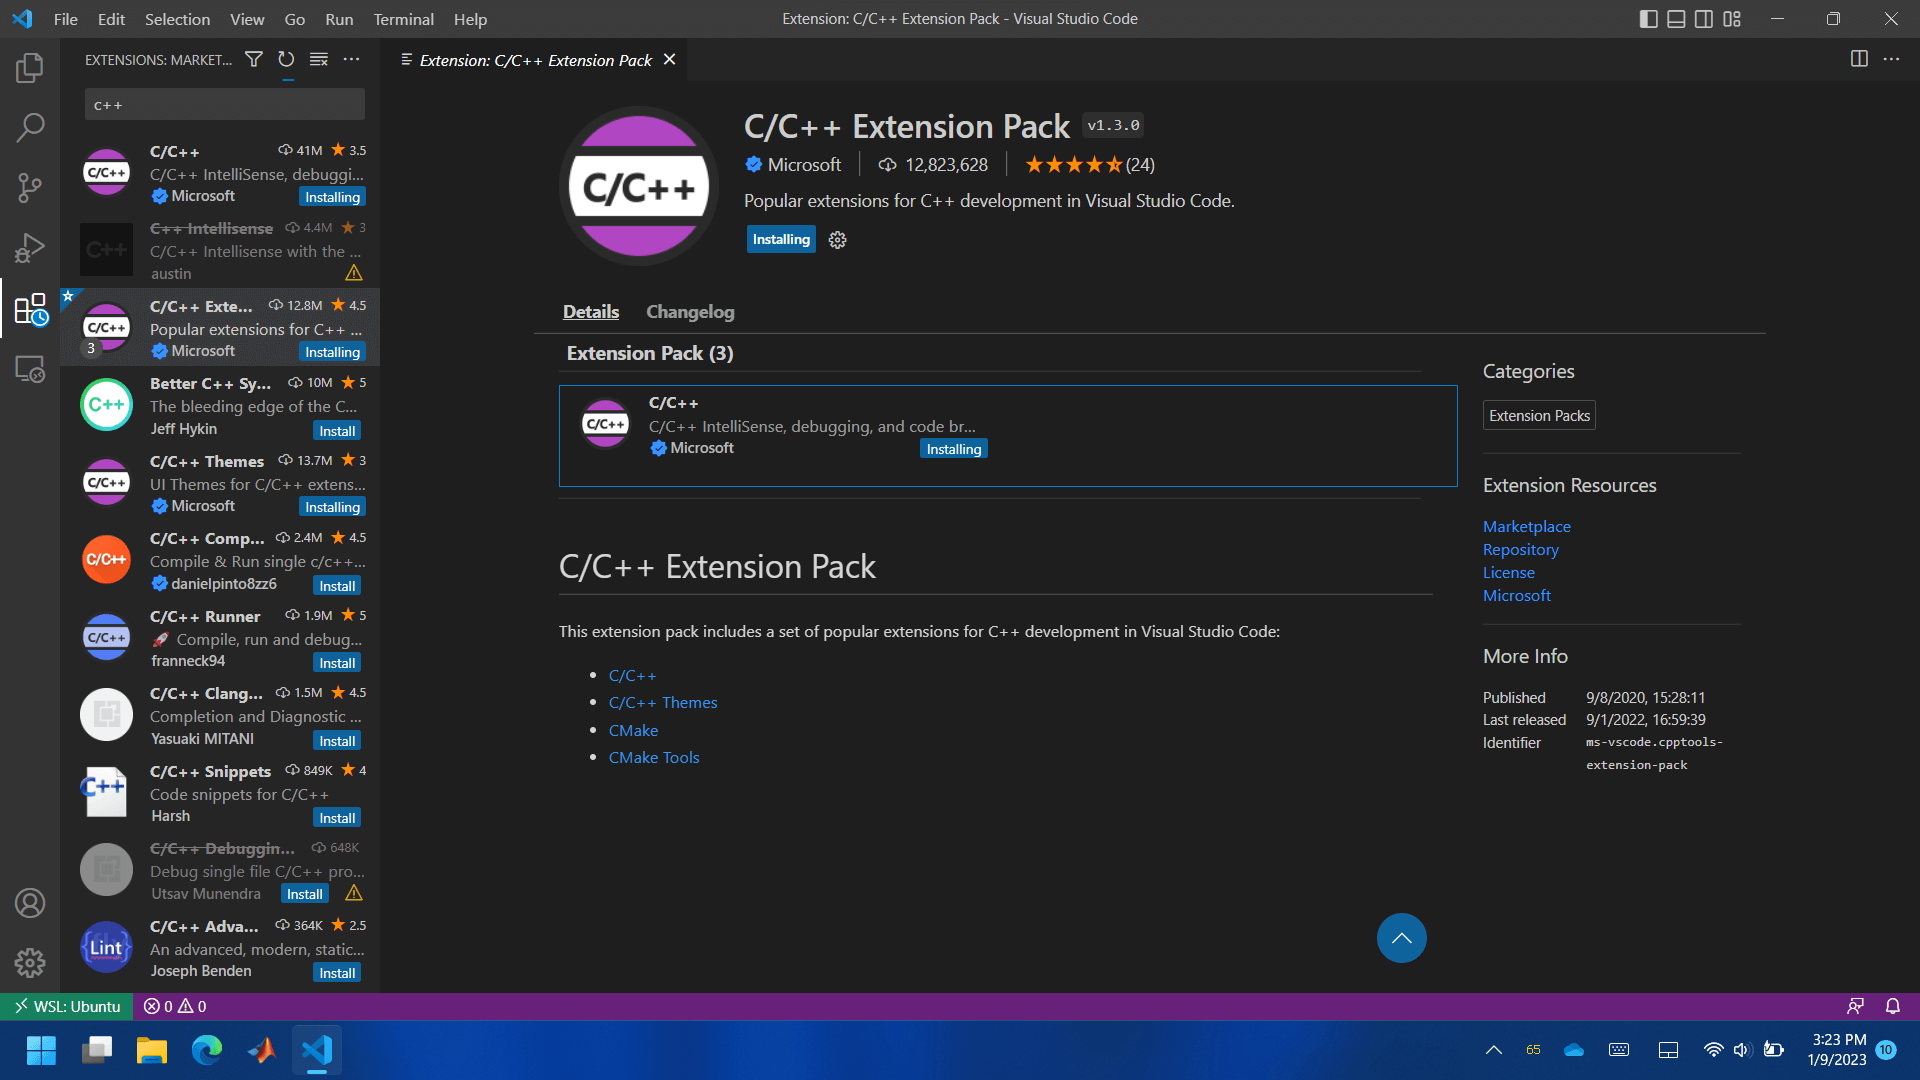 File Edit Selection View Go Run Terminal Help
Extension: C/C++ Extension Pack - Visual Studio Code
EXTENSIONS: MARKET...
c++
C/C++ 41M 3.5
C/C++ IntelliSense, debuggi...
Microsoft Installing
C++ Intellisense 4.4M 3
C/C++ Intellisense with the ...
austin
C/C++ Exte... 12.8M 4.5
Popular extensions for C++ ...
3 Microsoft Installing
Better C++ Sy... 10M 5
The bleeding edge of the C...
Jeff Hykin Install
C/C++ Themes 13.7M 3
UI Themes for C/C++ extens...
Microsoft Installing
C/C++ Comp... 2.4M 4.5
Compile & Run single c/c++...
danielpinto8zz6 Install
C/C++ Runner 1.9M 5
🚀 Compile, run and debug...
franneck94 Install
C/C++ Clang... 1.5M 4.5
Completion and Diagnostic ...
Yasuaki MITANI Install
C/C++ Snippets 849K 4
Code snippets for C/C++
Harsh Install
C/C++ Debuggin... 648K
Debug single file C/C++ pro...
Utsav Munendra Install
C/C++ Adva... 364K 2.5
An advanced, modern, static...
Joseph Benden Install
C/C++
C++
C/C++
C++
C/C++
C/C++
C/C++
C++
Lint
Extension: C/C++ Extension Pack
C/C++
C/C++ Extension Pack v1.3.0
Microsoft 12,823,628 (24)
Popular extensions for C++ development in Visual Studio Code.
Installing
Details Changelog
Extension Pack (3)
C/C++
C/C++
C/C++ IntelliSense, debugging, and code br...
Microsoft Installing
C/C++ Extension Pack
This extension pack includes a set of popular extensions for C++ development in Visual Studio Code:
C/C++
C/C++ Themes
CMake
CMake Tools
Categories
Extension Packs
Extension Resources
Marketplace
Repository
License
Microsoft
More Info
Published 9/8/2020, 15:28:11
Last released 9/1/2022, 16:59:39
Identifier ms-vscode.cpptools-
extension-pack
WSL: Ubuntu 0 0
65
3:23 PM
1/9/2023
10